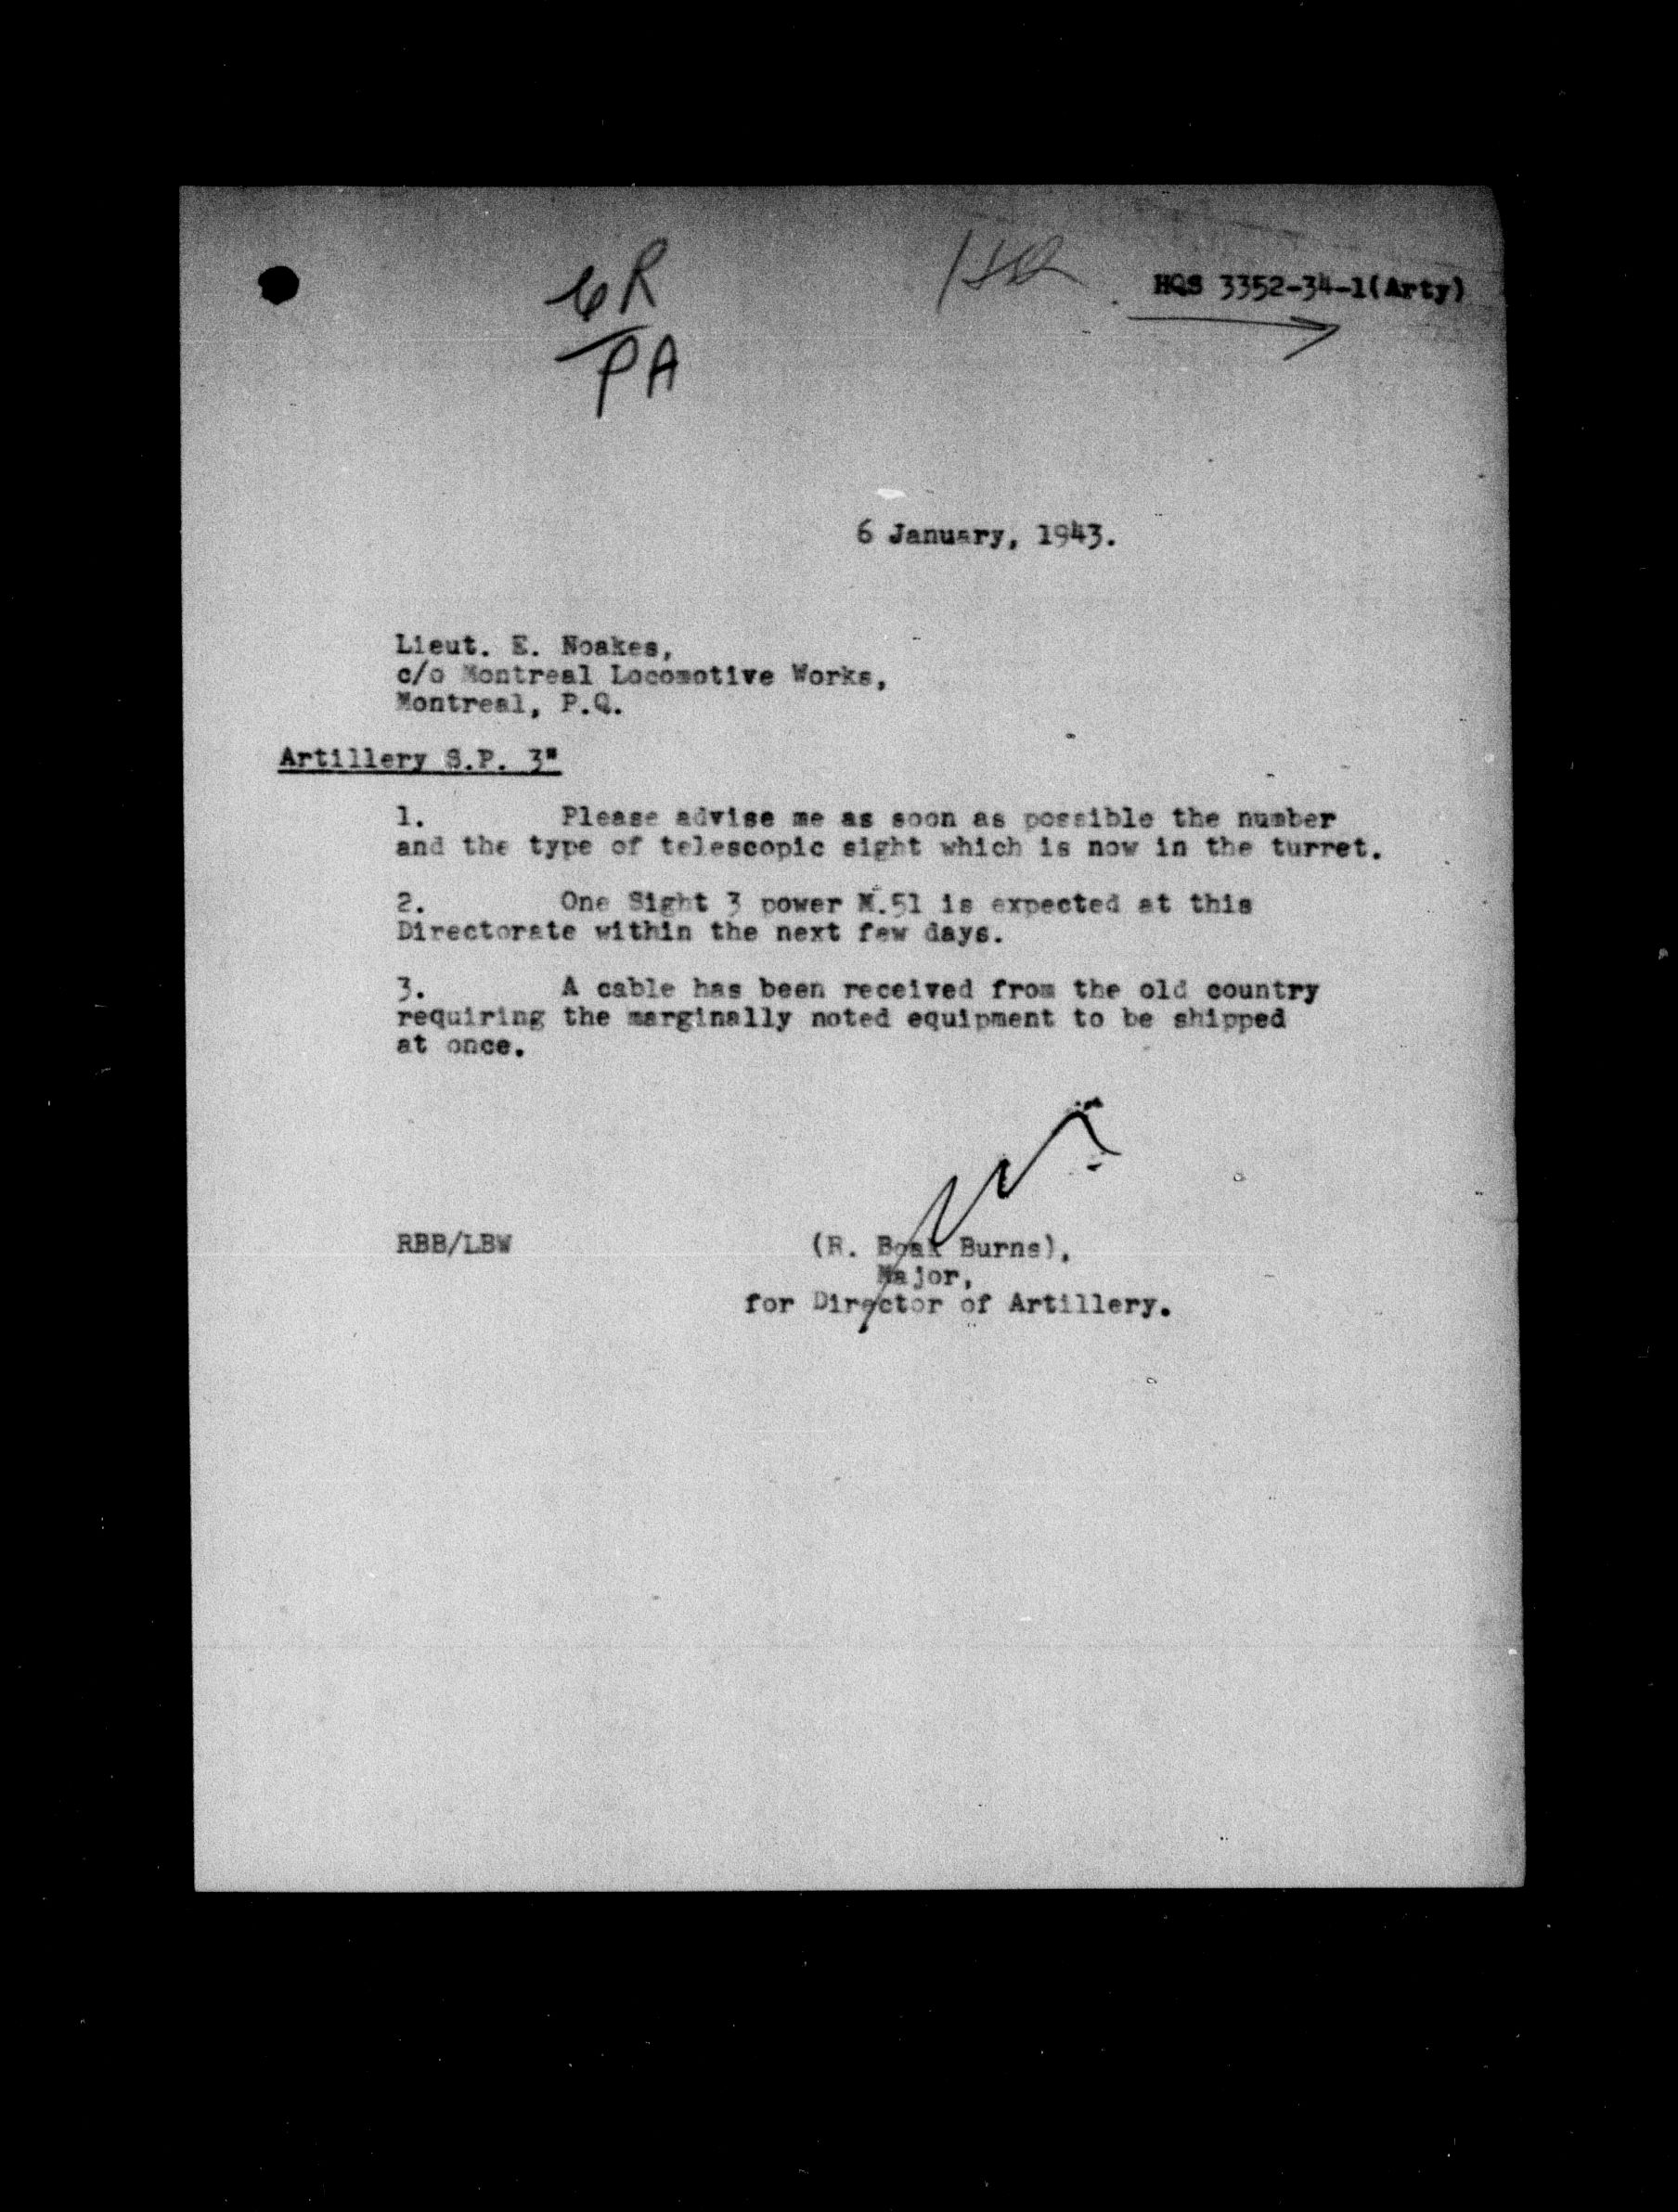 HQS 3352-34-1(Arty)
PA
6 January, 1943.
Lieut. E. Noakes,
c/o Montreal Locomotive Works,
Montreal, P.Q.
Artillery S.P. 3"
1. Please advise me as soon as possible the number
and the type of telescopic sight which is now in the turret.
2. One Sight 3 power M.51 is expected at this
Directorate within the next few days.
3. A cable has been received from the old country
requiring the marginally noted equipment to be shipped
at once.
RBB/LBW
(R. Boak Burns),
Major,
for Director of Artillery.